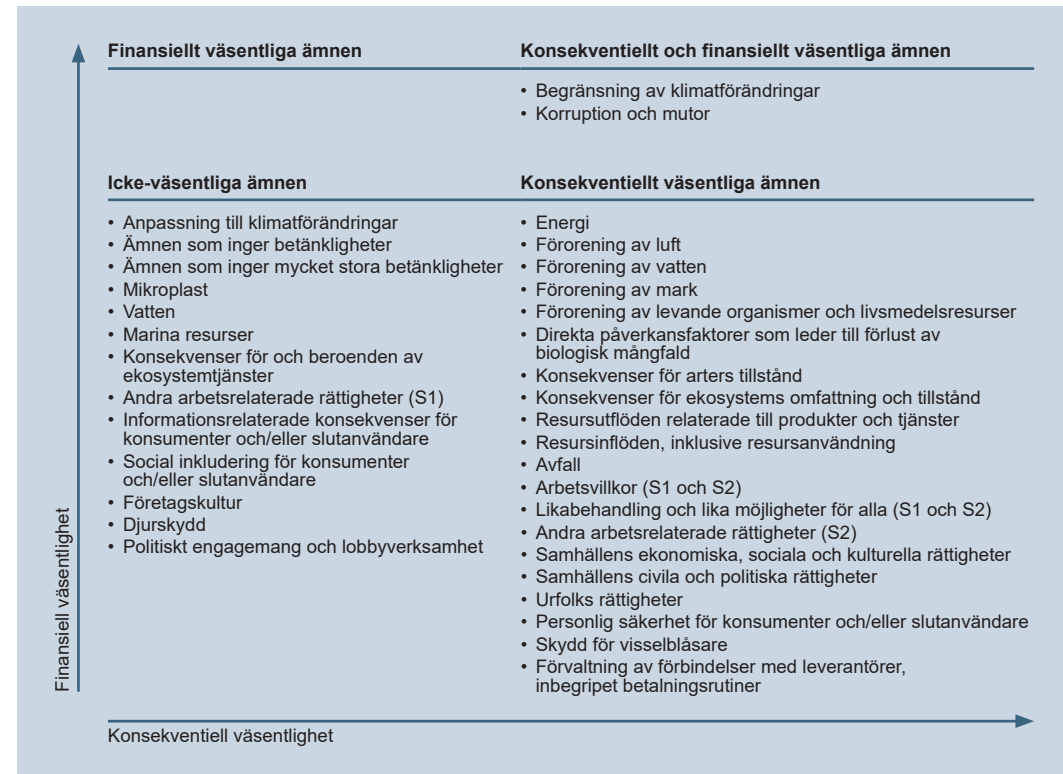 Finansiellt väsentliga ämnen
Konsekventiellt och finansiellt väsentliga ämnen
• Begränsning av klimatförändringar
• Korruption och mutor
Icke-väsentliga ämnen
• Anpassning till klimatförändringar
• Ämnen som inger betänkligheter
• Ämnen som inger mycket stora betänkligheter
• Mikroplast
• Vatten
• Marina resurser
• Konsekvenser för och beroenden av
ekosystemtjänster
• Andra arbetsrelaterade rättigheter (S1)
• Informationsrelaterade konsekvenser för
konsumenter och/eller slutanvändare
• Social inkludering för konsumenter
och/eller slutanvändare
• Företagskultur
• Djurskydd
• Politiskt engagemang och lobbyverksamhet
Konsekventiellt väsentliga ämnen
• Energi
• Förorening av luft
• Förorening av vatten
• Förorening av mark
• Förorening av levande organismer och livsmedelsresurser
• Direkta påverkansfaktorer som leder till förlust av
biologisk mångfald
• Konsekvenser för arters tillstånd
• Konsekvenser för ekosystems omfattning och tillstånd
• Resursutflöden relaterade till produkter och tjänster
• Resursinflöden, inklusive resursanvändning
• Avfall
• Arbetsvillkor (S1 och S2)
• Likabehandling och lika möjligheter för alla (S1 och S2)
• Andra arbetsrelaterade rättigheter (S2)
• Samhällens ekonomiska, sociala och kulturella rättigheter
• Samhällens civila och politiska rättigheter
• Urfolks rättigheter
• Personlig säkerhet för konsumenter och/eller slutanvändare
• Skydd för visselblåsare
• Förvaltning av förbindelser med leverantörer,
inbegripet betalningsrutiner
Finansiell väsentlighet
Konsekventiell väsentlighet